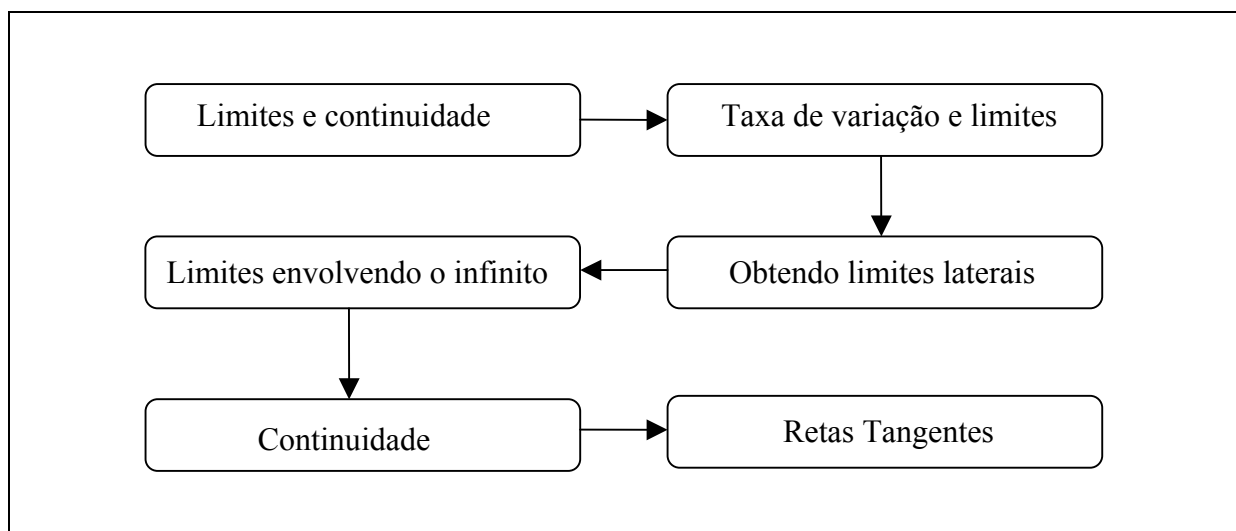 Limites e continuidade
Taxa de variação e limites
Limites envolvendo o infinito
Obtendo limites laterais
Continuidade
Retas Tangentes